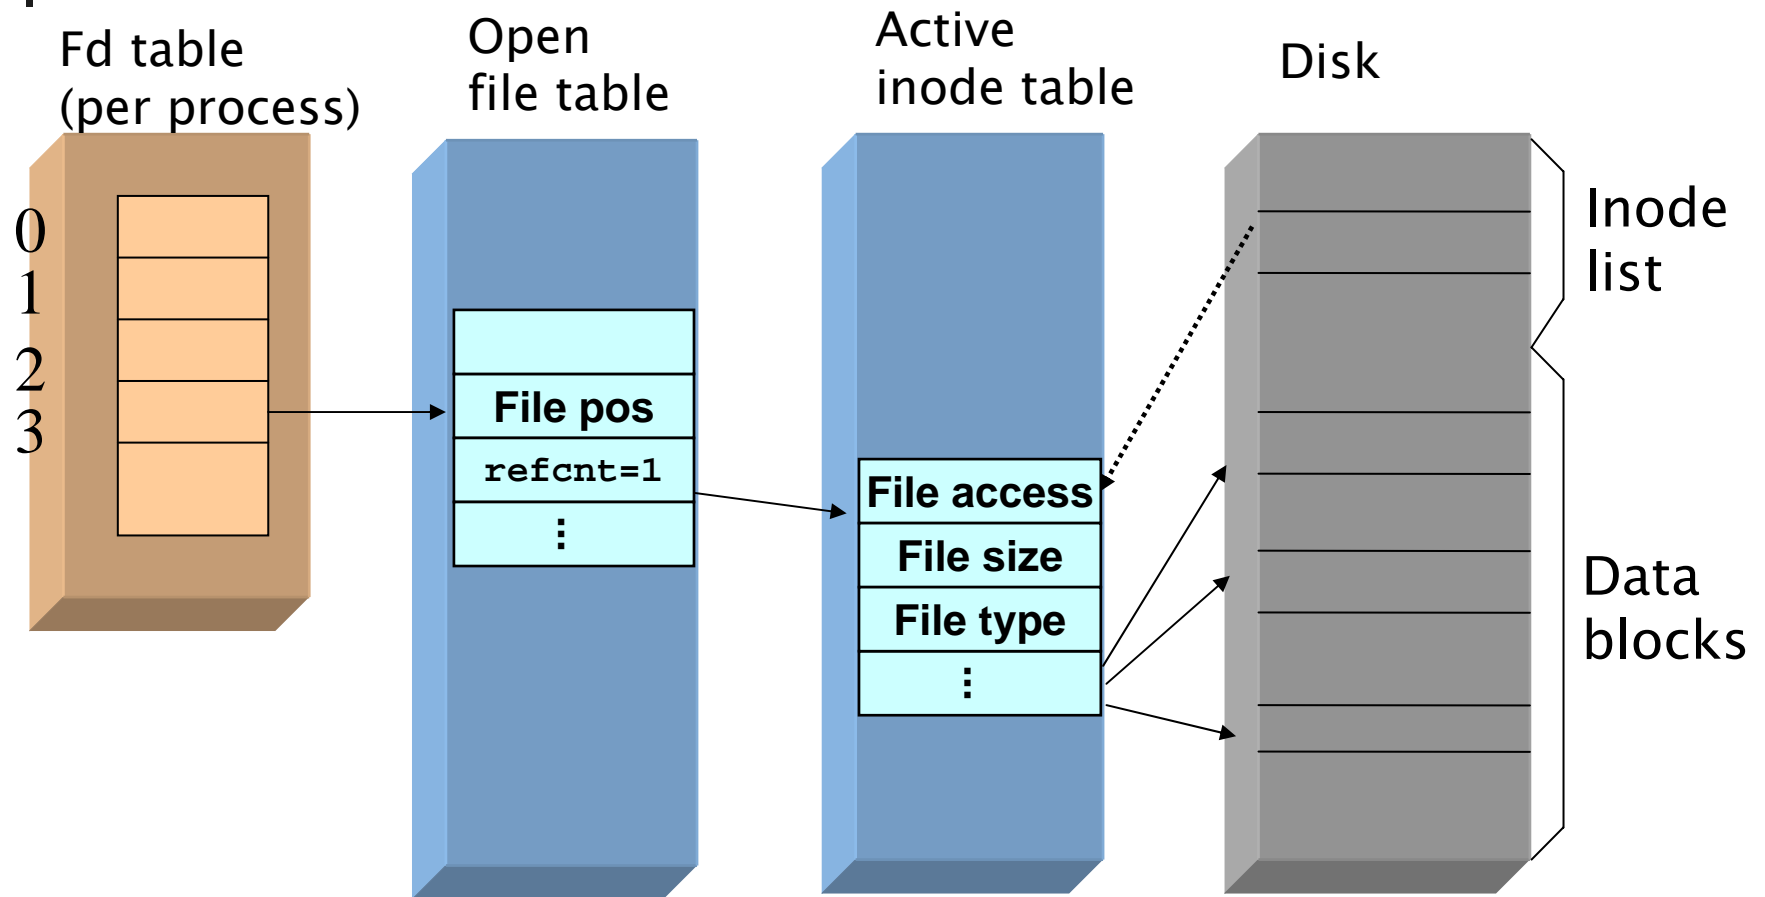 Fd table
(per process)
Open
file table
Active
inode table
Disk
0
1
2
3
File pos
refcnt=1
⋮
File access
File size
File type
⋮
Inode
list
Data
blocks